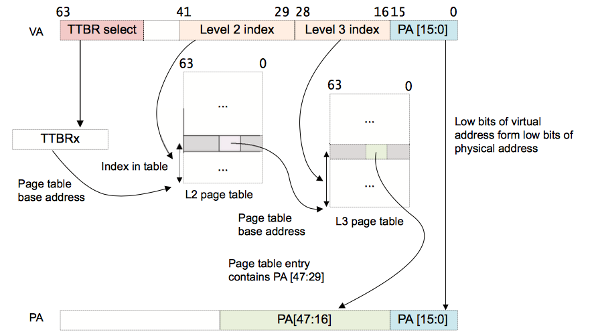 63 41 29 28 16 15 0
VA TTBR select Level 2 index Level 3 index PA [15:0]
63 0
63 0
...
...
TTBRx
Index in table
...
...
Low bits of virtual
address form low bits of
physical address
Page table
base address
L2 page table
L3 page table
Page table
base address
Page table entry
contains PA [47:29]
PA PA[47:16] PA [15:0]